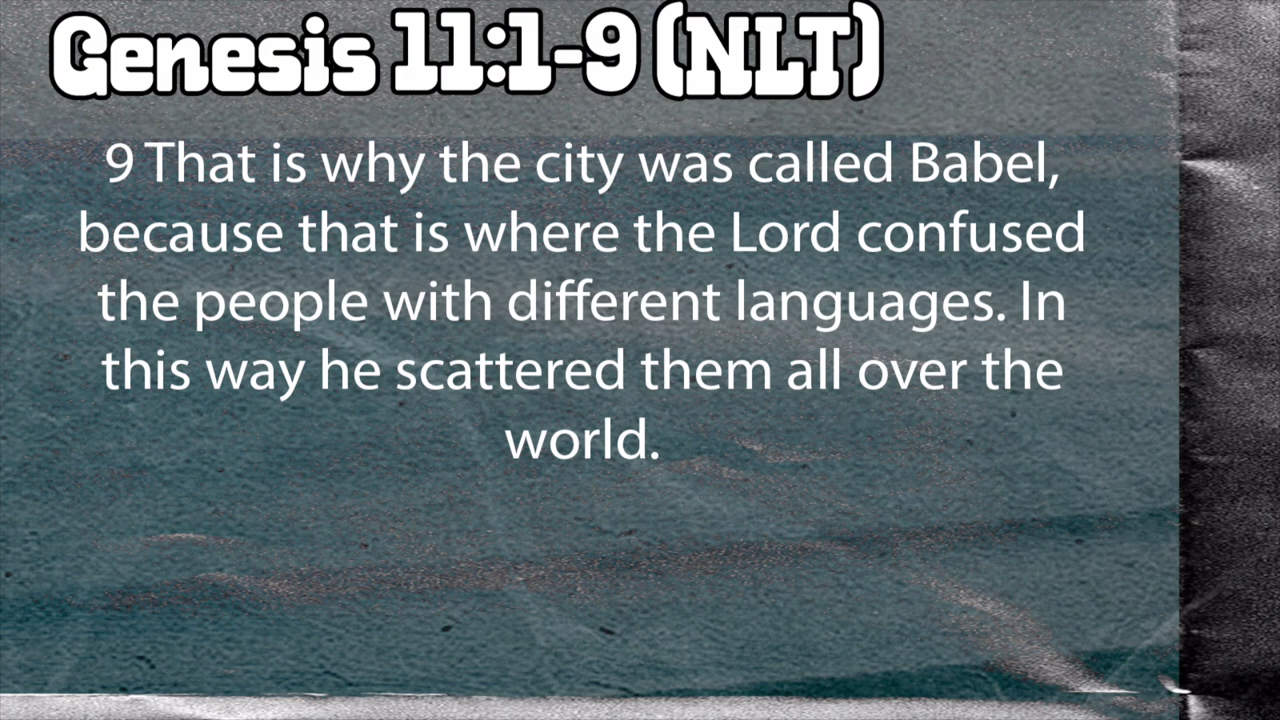 Genesis 11:1-9 (NLT)
9 That is why the city was called Babel,
because that is where the Lord confused
the people with different languages. In
this way he scattered them all over the
world.